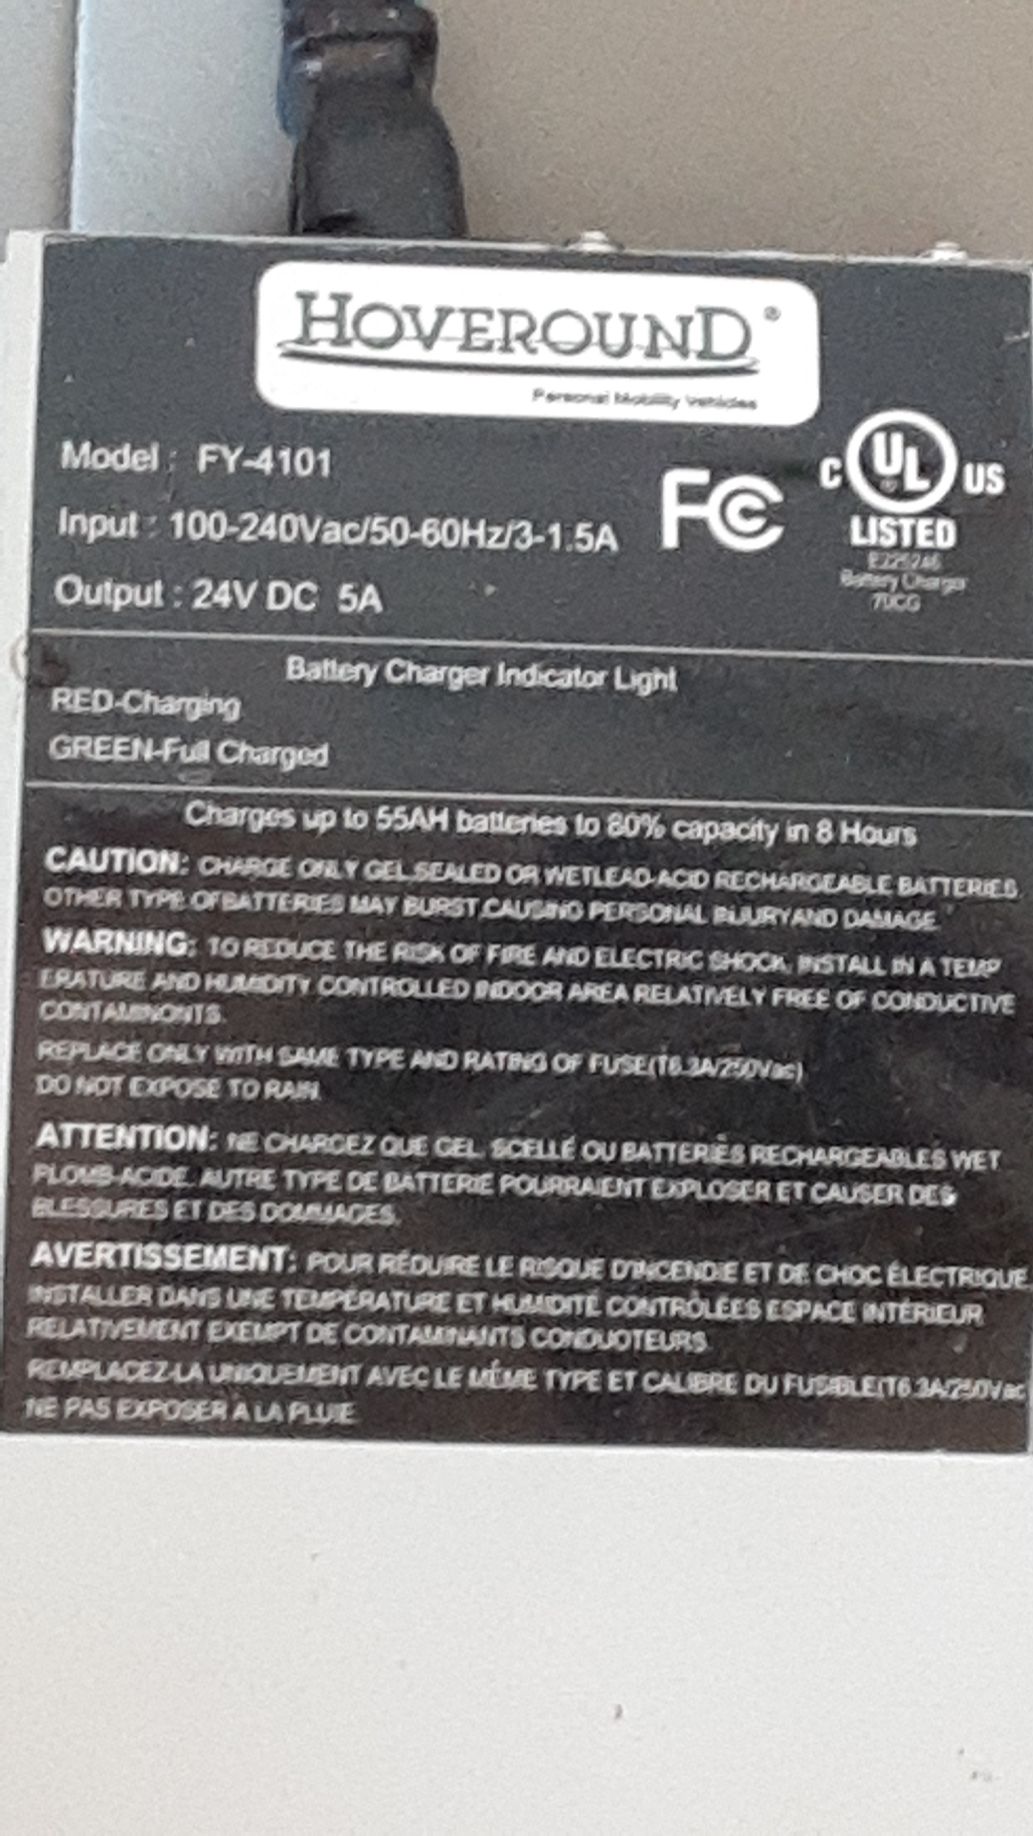 HOVEROUND®
Personal Mobility Vehicles
Model : FY-4101
Input : 100-240Vac/50-60Hz/3-1.5A
Output : 24V DC 5A
FC
C UL® US
LISTED
E225246
Battery Charger
70CG
Battery Charger Indicator Light
RED-Charging
GREEN-Full Charged
Charges up to 55AH batteries to 80% capacity in 8 Hours
CAUTION: CHARGE ONLY GEL,SEALED OR WETLEAD-ACID RECHARGEABLE BATTERIES.
OTHER TYPE OFBATTERIES MAY BURST,CAUSING PERSONAL INJURYAND DAMAGE.
WARNING: TO REDUCE THE RISK OF FIRE AND ELECTRIC SHOCK, INSTALL IN A TEMP
ERATURE AND HUMIDITY CONTROLLED INDOOR AREA RELATIVELY FREE OF CONDUCTIVE
CONTAMINONTS.
REPLACE ONLY WITH SAME TYPE AND RATING OF FUSE(T6.3A/250Vac)
DO NOT EXPOSE TO RAIN.
ATTENTION: NE CHARGEZ QUE GEL, SCELLÉ OU BATTERIÈS RECHARGEABLES WET
PLOMB-ACIDE. AUTRE TYPE DE BATTERIE POURRAIENT EXPLOSER ET CAUSER DES
BLESSURES ET DES DOMMAGES.
AVERTISSEMENT: POUR RÉDUIRE LE RISQUE D'INCENDIE ET DE CHOC ÉLECTRIQUE
INSTALLER DANS UNE TEMPÉRATURE ET HUMIDITÉ CONTRÔLÉES ESPACE INTÉRIEUR
RELATIVEMENT EXEMPT DE CONTAMINANTS CONDUOTEURS.
REMPLACEZ-LA UNIQUEMENT AVEC LE MÉME TYPE ET CALIBRE DU FUSIBLE(T6.3A/250Vac
NE PAS EXPOSER A LA PLUIE